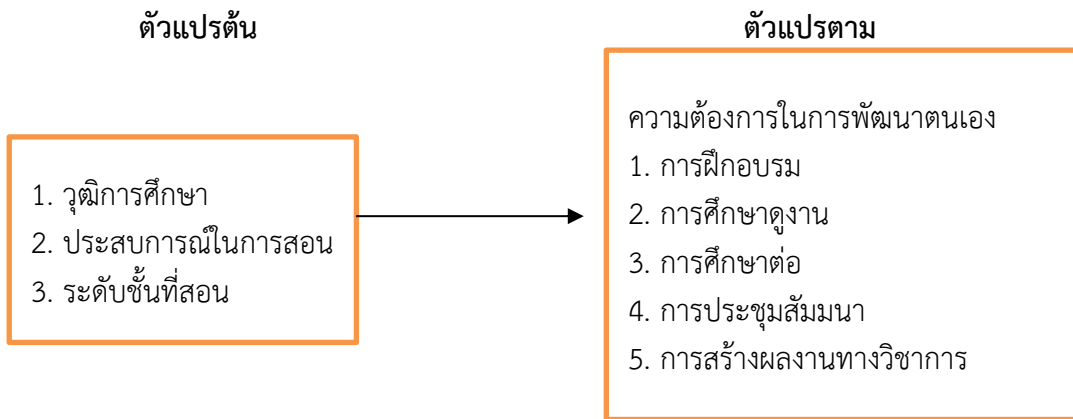 ตัวแปรต้น
ตัวแปรตาม
1. วุฒิการศึกษา
2. ประสบการณ์ในการสอน
3. ระดับชั้นที่สอน
ความต้องการในการพัฒนาตนเอง
1. การฝึกอบรม
2. การศึกษาดูงาน
3. การศึกษาต่อ
4. การประชุมสัมมนา
5. การสร้างผลงานทางวิชาการ